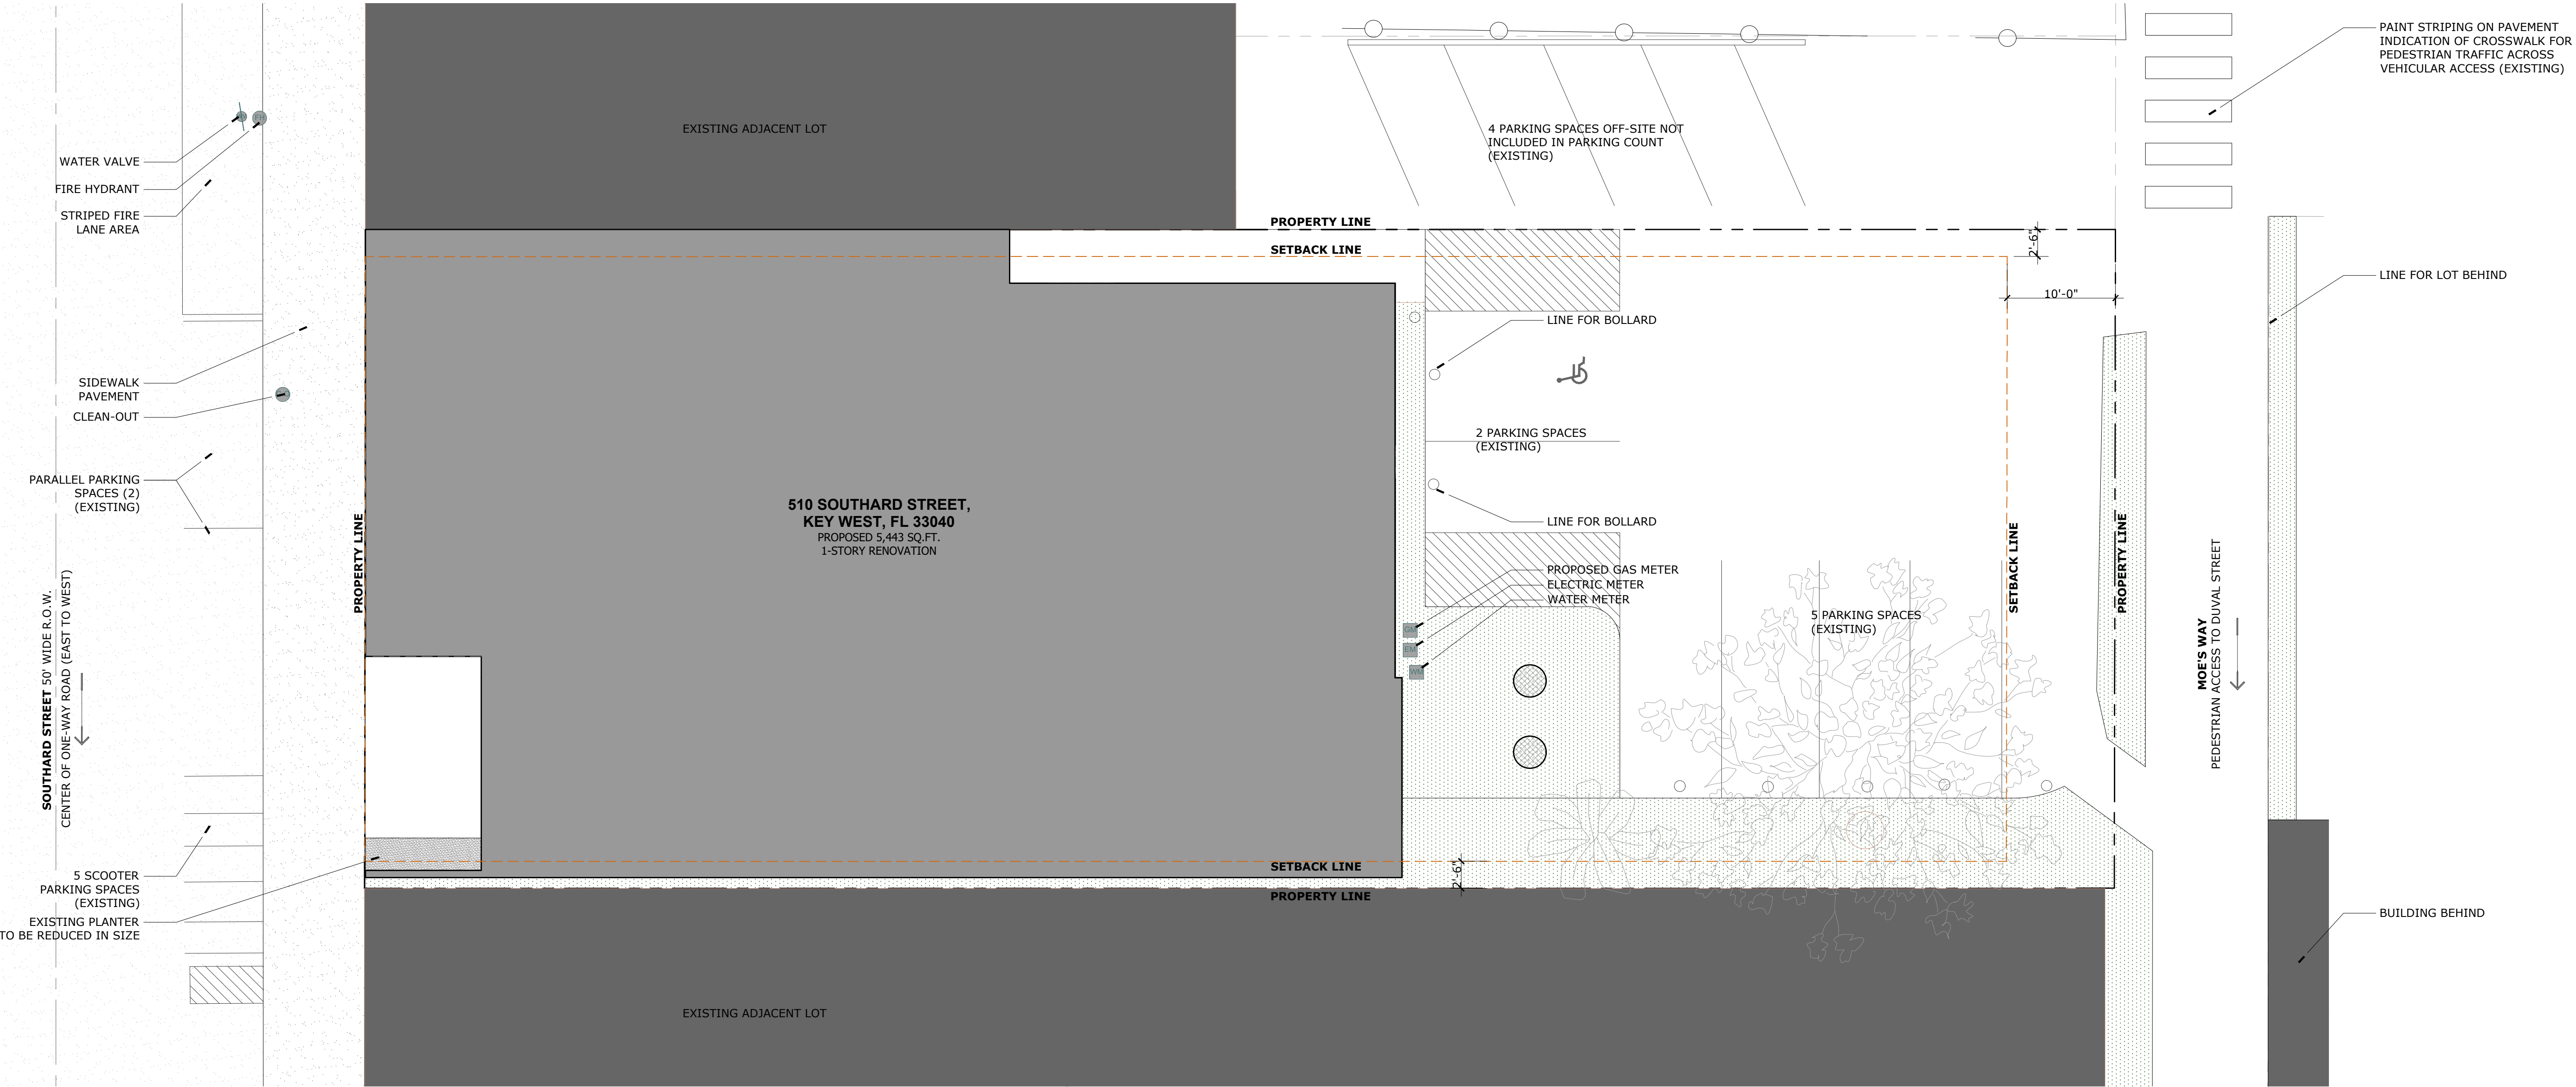 PAINT STRIPING ON PAVEMENT
INDICATION OF CROSSWALK FOR
PEDESTRIAN TRAFFIC ACROSS
VEHICULAR ACCESS (EXISTING)
EXISTING ADJACENT LOT
4 PARKING SPACES OFF-SITE NOT
INCLUDED IN PARKING COUNT
(EXISTING)
FH
WATER VALVE
FIRE HYDRANT
STRIPED FIRE
LANE AREA
PROPERTY LINE
SETBACK LINE
2'-6"
10'-0"
LINE FOR LOT BEHIND
LINE FOR BOLLARD
SIDEWALK
PAVEMENT
CLEAN-OUT
2 PARKING SPACES
(EXISTING)
PARALLEL PARKING
SPACES (2)
(EXISTING)
510 SOUTHARD STREET,
KEY WEST, FL 33040
PROPOSED 5,443 SQ.FT.
1-STORY RENOVATION
LINE FOR BOLLARD
PROPERTY LINE
SETBACK LINE
PROPERTY LINE
PROPOSED GAS METER
ELECTRIC METER
WATER METER
GM
EM
WM
5 PARKING SPACES
(EXISTING)
SOUTHARD STREET 50' WIDE R.O.W.
CENTER OF ONE-WAY ROAD (EAST TO WEST)
MOE'S WAY
PEDESTRIAN ACCESS TO DUVAL STREET
SETBACK LINE
2'-6"
PROPERTY LINE
5 SCOOTER
PARKING SPACES
(EXISTING)
EXISTING PLANTER
TO BE REDUCED IN SIZE
BUILDING BEHIND
EXISTING ADJACENT LOT